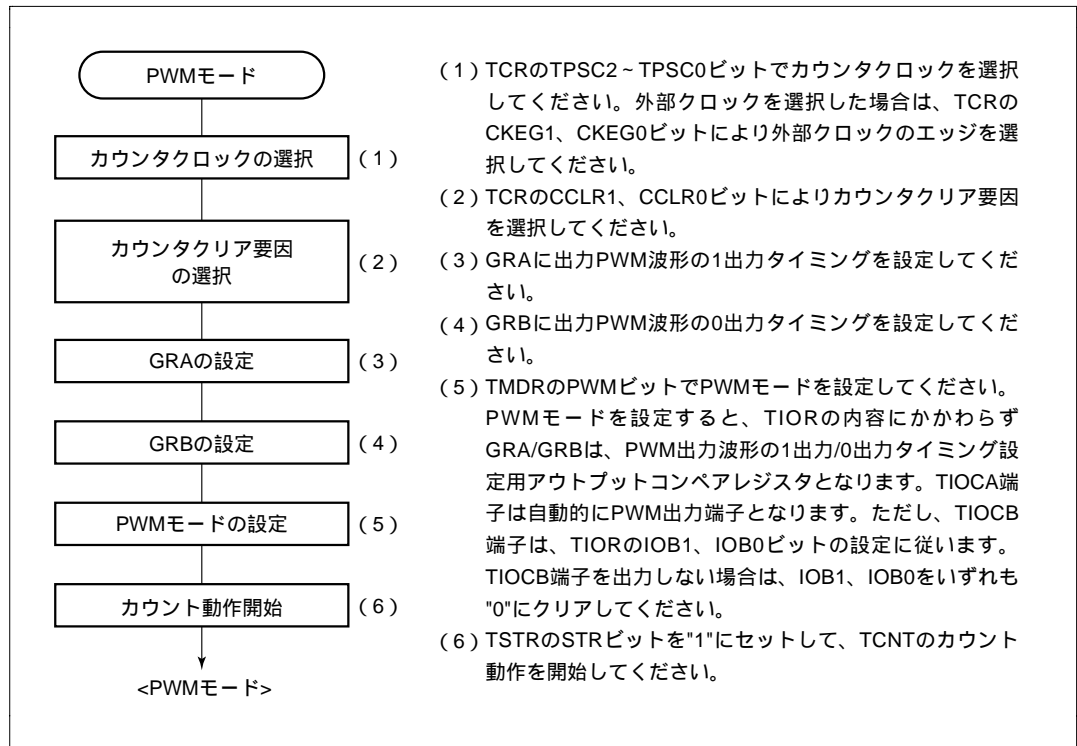 PWMモード
カウンタクロックの選択
(1)
カウンタクリア要因
の選択
(2)
GRAの設定
(3)
GRBの設定
(4)
PWMモードの設定
(5)
カウント動作開始
(6)
<PWMモード>
(1)TCRのTPSC2~TPSC0ビットでカウンタクロックを選択
してください。外部クロックを選択した場合は、TCRの
CKEG1、CKEG0ビットにより外部クロックのエッジを選
択してください。
(2)TCRのCCLR1、CCLR0ビットによりカウンタクリア要因
を選択してください。
(3)GRAに出力PWM波形の1出力タイミングを設定してくだ
さい。
(4)GRBに出力PWM波形の0出力タイミングを設定してくだ
さい。
(5)TMDRのPWMビットでPWMモードを設定してください。
PWMモードを設定すると、TIORの内容にかかわらず
GRA/GRBは、PWM出力波形の1出力/0出力タイミング設
定用アウトプットコンペアレジスタとなります。TIOCA端
子は自動的にPWM出力端子となります。ただし、TIOCB
端子は、TIORのIOB1、IOB0ビットの設定に従います。
TIOCB端子を出力しない場合は、IOB1、IOB0をいずれも
"0"にクリアしてください。
(6)TSTRのSTRビットを"1"にセットして、TCNTのカウント
動作を開始してください。